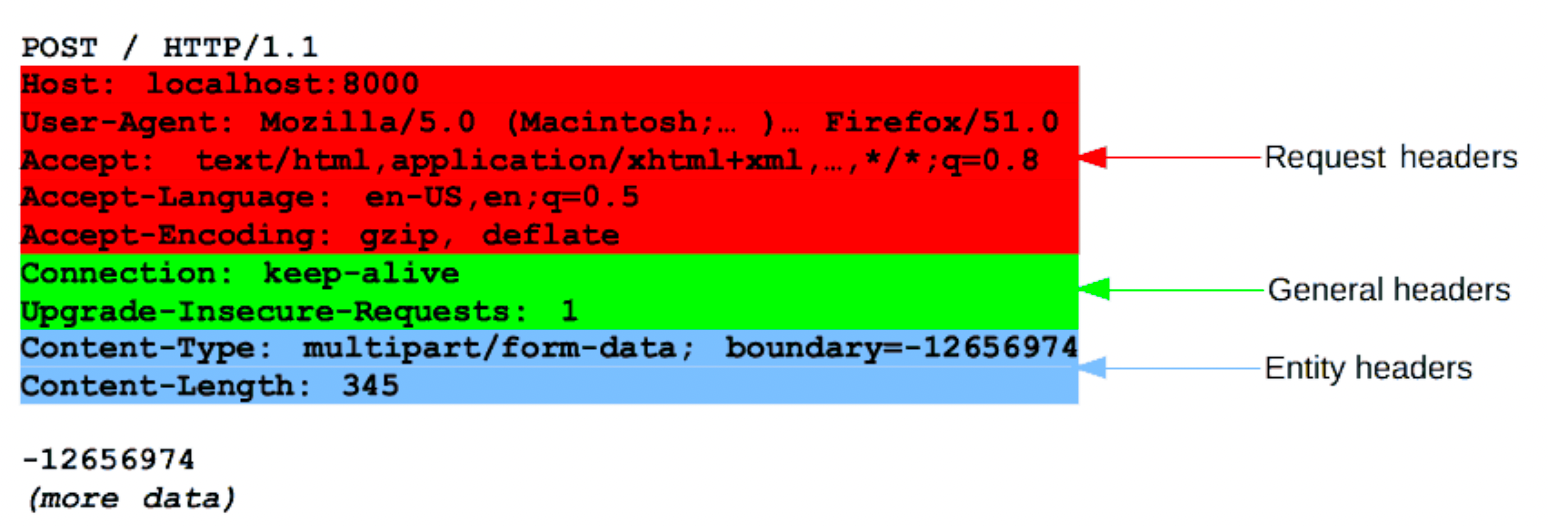 POST / HTTP/1.1
Host: localhost:8000
User-Agent: Mozilla/5.0 (Macintosh;… )… Firefox/51.0
Accept: text/html,application/xhtml+xml,…,*/*;q=0.8
Request headers
Accept-Language: en-US,en;q=0.5
Accept-Encoding: gzip, deflate
Connection: keep-alive
General headers
Upgrade-Insecure-Requests: 1
Content-Type: multipart/form-data; boundary=-12656974
Entity headers
Content-Length: 345
-12656974
(more data)